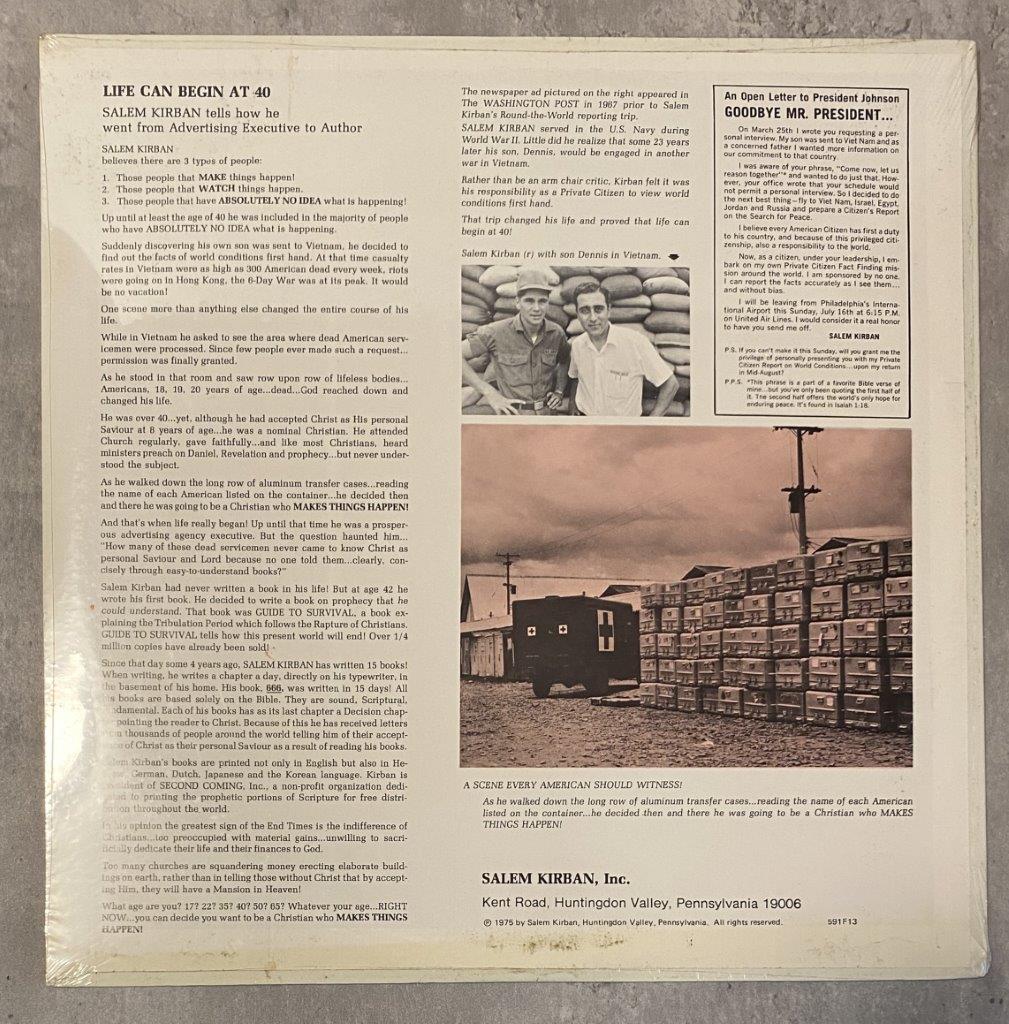 LIFE CAN BEGIN AT 40
SALEM KIRBAN tells how he
went from Advertising Executive to Author
SALEM KIRBAN
believes there are 3 types of people:
1. Those people that MAKE things happen!
2. Those people that WATCH things happen.
3. Those people that have ABSOLUTELY NO IDEA what is happening!
Up until at least the age of 40 he was included in the majority of people
who have ABSOLUTELY NO IDEA what is happening.
Suddenly discovering his own son was sent to Vietnam, he decided to
find out the facts of world conditions first hand. At that time casualty
rates in Vietnam were as high as 300 American dead every week, riots
were going on in Hong Kong, the 6-Day War was at its peak. It would
be no vacation!
One scene more than anything else changed the entire course of his
life.
While in Vietnam he asked to see the area where dead American serv-
icemen were processed. Since few people ever made such a request...
permission was finally granted.
As he stood in that room and saw row upon row of lifeless bodies...
Americans, 18, 19, 20 years of age...dead...God reached down and
changed his life.
He was over 40...yet, although he had accepted Christ as His personal
Saviour at 8 years of age...he was a nominal Christian. He attended
Church regularly, gave faithfully...and like most Christians, heard
ministers preach on Daniel, Revelation and prophecy...but never under-
stood the subject.
As he walked down the long row of aluminum transfer cases...reading
the name of each American listed on the container...he decided then
and there he was going to be a Christian who MAKES THINGS HAPPEN!
And that's when life really began! Up until that time he was a prosper-
ous advertising agency executive. But the question haunted him...
"How many of these dead servicemen never came to know Christ as
personal Saviour and Lord because no one told them...clearly, con-
cisely through easy-to-understand books?"
Salem Kirban had never written a book in his life! But at age 42 he
wrote his first book. He decided to write a book on prophecy that he
could understand. That book was GUIDE TO SURVIVAL, a book ex-
plaining the Tribulation Period which follows the Rapture of Christians.
GUIDE TO SURVIVAL tells how this present world will end! Over 1/4
million copies have already been sold!
Since that day some 4 years ago, SALEM KIRBAN has written 15 books!
When writing, he writes a chapter a day, directly on his typewriter, in
the basement of his home. His book, 666, was written in 15 days! All
books are based solely on the Bible. They are sound, Scriptural,
damental. Each of his books has as its last chapter a Decision chap-
pointing the reader to Christ. Because of this he has received letters
thousands of people around the world telling him of their accept-
of Christ as their personal Saviour as a result of reading his books.
Kirban's books are printed not only in English but also in He-
German, Dutch, Japanese and the Korean language. Kirban is
of SECOND COMING, Inc., a non-profit organization dedi-
to printing the prophetic portions of Scripture for free distri-
throughout the world.
In his opinion the greatest sign of the End Times is the indifference of
Christians...too preoccupied with material gains...unwilling to sacri-
ficially dedicate their life and their finances to God.
Too many churches are squandering money erecting elaborate build-
ings on earth, rather than in telling those without Christ that by accept-
ing Him, they will have a Mansion in Heaven!
What age are you? 17? 22? 35? 40? 50? 65? Whatever your age...RIGHT
NOW...you can decide you want to be a Christian who MAKES THINGS
HAPPEN!
The newspaper ad pictured on the right appeared in
The WASHINGTON POST in 1967 prior to Salem
Kirban's Round-the-World reporting trip.
SALEM KIRBAN served in the U.S. Navy during
World War II. Little did he realize that some 23 years
later his son, Dennis, would be engaged in another
war in Vietnam.
Rather than be an arm chair critic, Kirban felt it was
his responsibility as a Private Citizen to view world
conditions first hand.
That trip changed his life and proved that life can
begin at 40!
Salem Kirban (r) with son Dennis in Vietnam.
An Open Letter to President Johnson
GOODBYE MR. PRESIDENT...
On March 25th I wrote you requesting a per-
sonal interview. My son was sent to Viet Nam and as
a concerned father I wanted more information on
our commitment to that country.
I was aware of your phrase, "Come now, let us
reason together"* and wanted to do just that. How-
ever, your office wrote that your schedule would
not permit a personal interview. So I decided to do
the next best thing—fly to Viet Nam, Israel, Egypt,
Jordan and Russia and prepare a Citizen's Report
on the Search for Peace.
I believe every American Citizen has first a duty
to his country, and because of this privileged citi-
zenship, also a responsibility to the world.
Now, as a citizen, under your leadership, I em-
bark on my own Private Citizen Fact Finding mis-
sion around the world. I am sponsored by no one.
I can report the facts accurately as I see them...
and without bias.
I will be leaving from Philadelphia's Interna-
tional Airport this Sunday, July 16th at 6:15 P.M.
on United Air Lines. I would consider it a real honor
to have you send me off.
SALEM KIRBAN
P.S. If you can't make it this Sunday, will you grant me the
privilege of personally presenting you with my Private
Citizen Report on World Conditions...upon my return
in Mid-August?
P.P.S. *This phrase is a part of a favorite Bible verse of
mine...but you've only been quoting the first half of
it. The second half offers the world's only hope for
enduring peace. It's found in Isaiah 1:18.
A SCENE EVERY AMERICAN SHOULD WITNESS!
As he walked down the long row of aluminum transfer cases...reading the name of each American
listed on the container...he decided then and there he was going to be a Christian who MAKES
THINGS HAPPEN!
SALEM KIRBAN, Inc.
Kent Road, Huntingdon Valley, Pennsylvania 19006
℗ 1975 by Salem Kirban, Huntingdon Valley, Pennsylvania. All rights reserved.
591F13